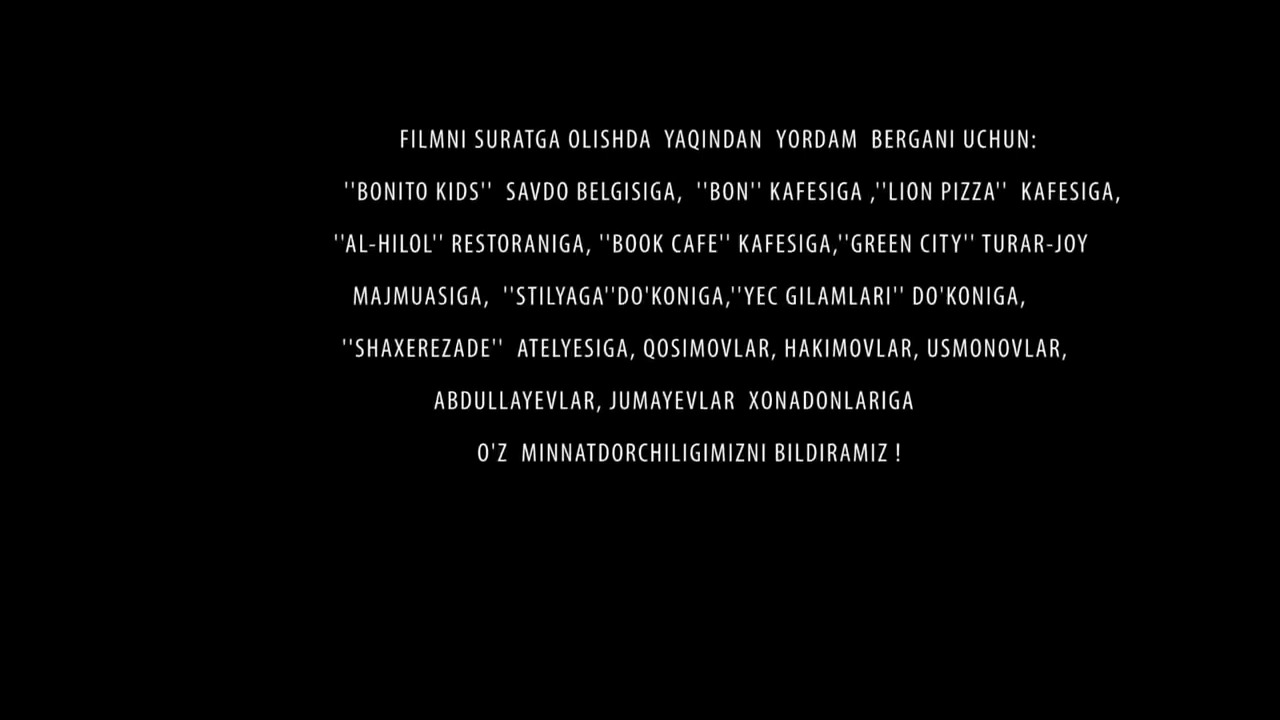 FILMNI SURATGA OLISHDA YAQINDAN YORDAM BERGANI UCHUN:
''BONITO KIDS'' SAVDO BELGISIGA, ''BON'' KAFESIGA ,''LION PIZZA'' KAFESIGA,
''AL-HILOL'' RESTORANIGA, ''BOOK CAFE'' KAFESIGA,''GREEN CITY'' TURAR-JOY
MAJMUASIGA, ''STILYAGA''DO'KONIGA,''YEC GILAMLARI'' DO'KONIGA,
''SHAXEREZADE'' ATELYESIGA, QOSIMOVLAR, HAKIMOVLAR, USMONOVLAR,
ABDULLAYEVLAR, JUMAYEVLAR XONADONLARIGA
O'Z MINNATDORCHILIGIMIZNI BILDIRAMIZ !